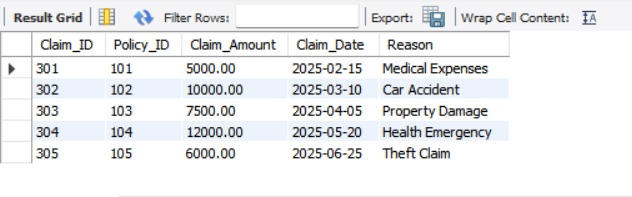 Result Grid Filter Rows: Export: Wrap Cell Content: IA
Claim_ID Policy_ID Claim_Amount Claim_Date Reason
301 101 5000.00 2025-02-15 Medical Expenses
302 102 10000.00 2025-03-10 Car Accident
303 103 7500.00 2025-04-05 Property Damage
304 104 12000.00 2025-05-20 Health Emergency
305 105 6000.00 2025-06-25 Theft Claim